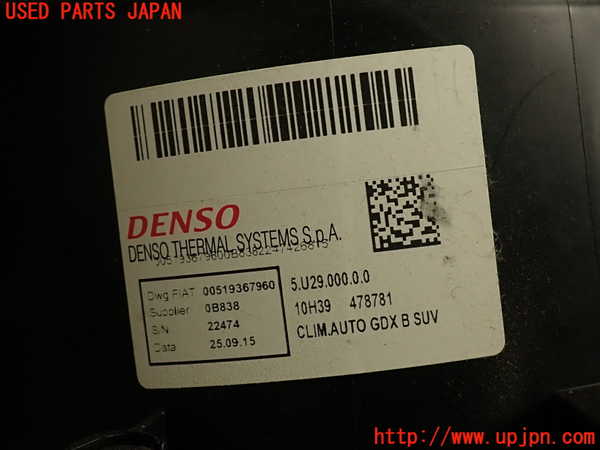 USED PARTS JAPAN
DENSO
DENSO THERMAL SYSTEMS S.p.A.
Dwg FIAT 00519367960
Supplier 0B838
S/N 22474
Data 25.09.15
5.U29.000.0.0
10H39 478781
CLIM.AUTO GDX B SUV
http://www.upjpn.com/